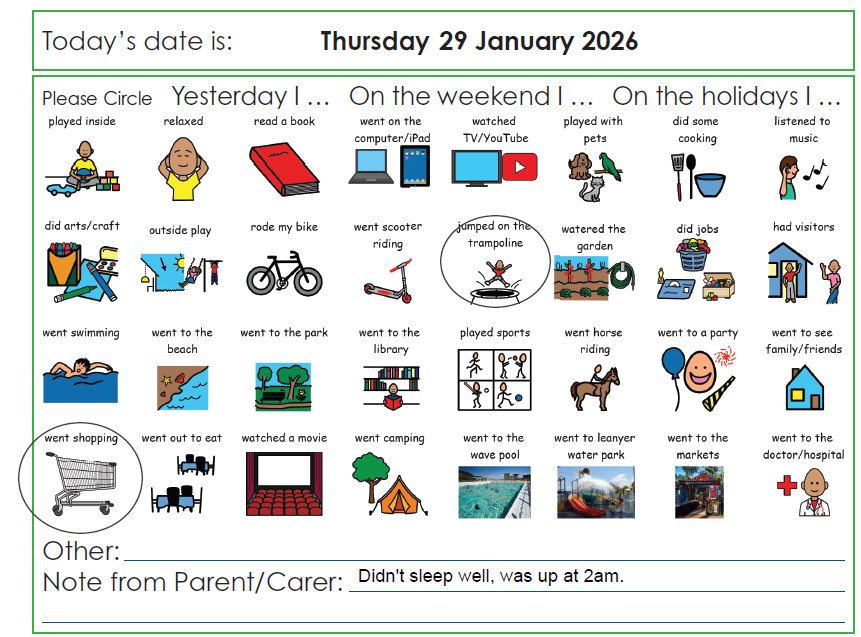 Today's date is: Thursday 29 January 2026
Please Circle Yesterday I … On the weekend I … On the holidays I …
played inside
relaxed
read a book
went on the
computer/iPad
watched
TV/YouTube
played with
pets
did some
cooking
listened to
music
did arts/craft
outside play
rode my bike
went scooter
riding
jumped on the
trampoline
watered the
garden
did jobs
had visitors
went swimming
went to the
beach
went to the park
went to the
library
played sports
went horse
riding
went to a party
went to see
family/friends
went shopping
went out to eat
watched a movie
went camping
went to the
wave pool
went to leanyer
water park
went to the
markets
went to the
doctor/hospital
Other:
Note from Parent/Carer: Didn't sleep well, was up at 2am.